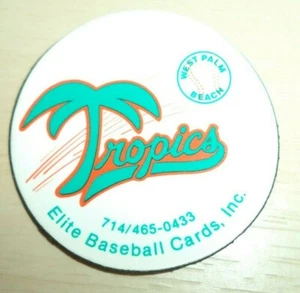 WEST PALM
BEACH
Tropics
714/465-0433
Elite Baseball Cards, Inc.